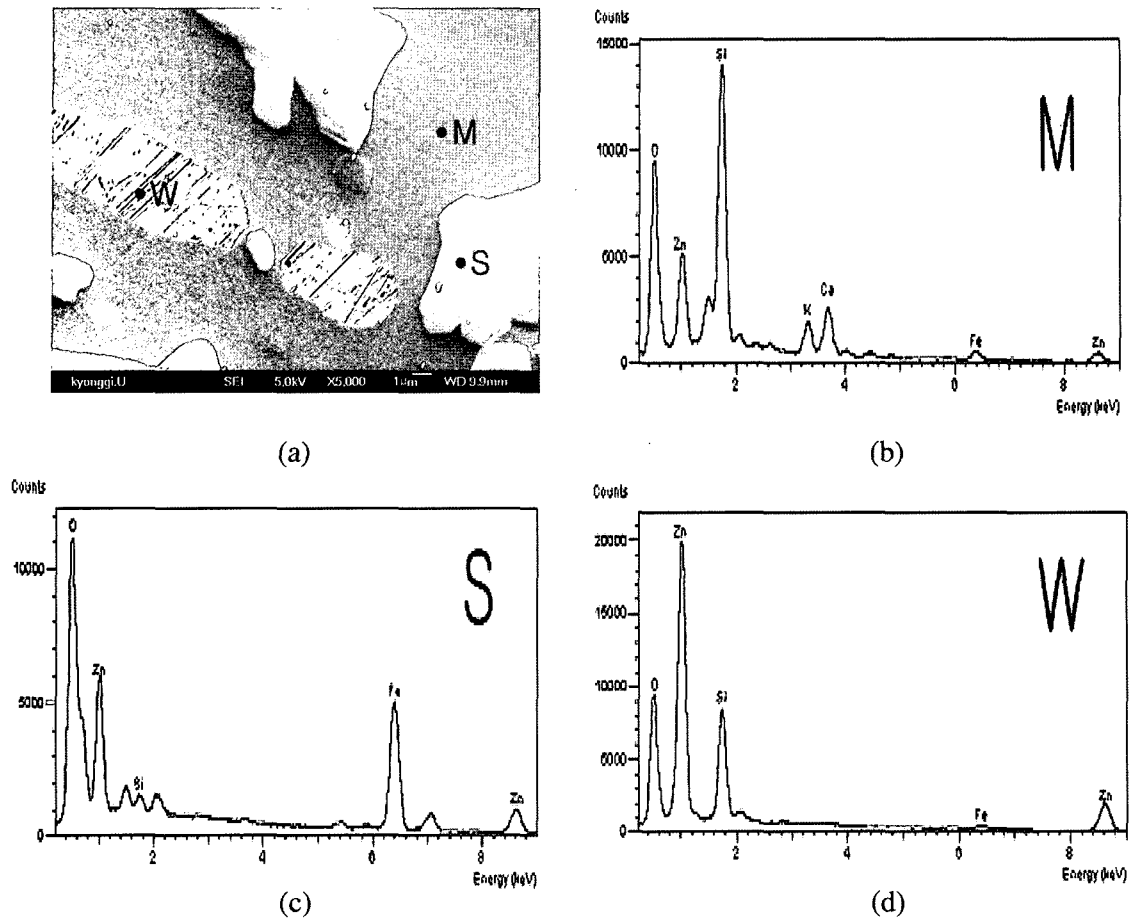 M
W
S
kyonggi.U SEI 5.0kV X5,000 1μm WD 9.9mm
(a)
Counts
15000
10000
5000
0
O
Zn
Si
K
Ca
Fe
Zn
M
2
4
6
8
Energy (keV)
(b)
Counts
10000
5000
0
O
Zn
Si
Fe
Zn
S
2
4
6
8
Energy (keV)
(c)
Counts
20000
15000
10000
5000
0
O
Zn
Si
Fe
Zn
W
2
4
6
8
Energy (keV)
(d)